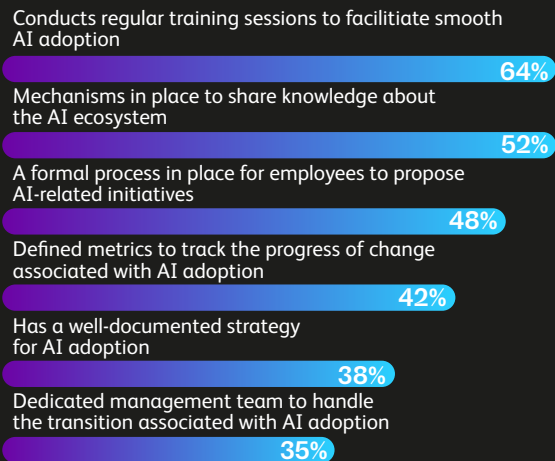 Conducts regular training sessions to facilitiate smooth
AI adoption
64%
Mechanisms in place to share knowledge about
the AI ecosystem
52%
A formal process in place for employees to propose
AI-related initiatives
48%
Defined metrics to track the progress of change
associated with AI adoption
42%
Has a well-documented strategy
for AI adoption
38%
Dedicated management team to handle
the transition associated with AI adoption
35%